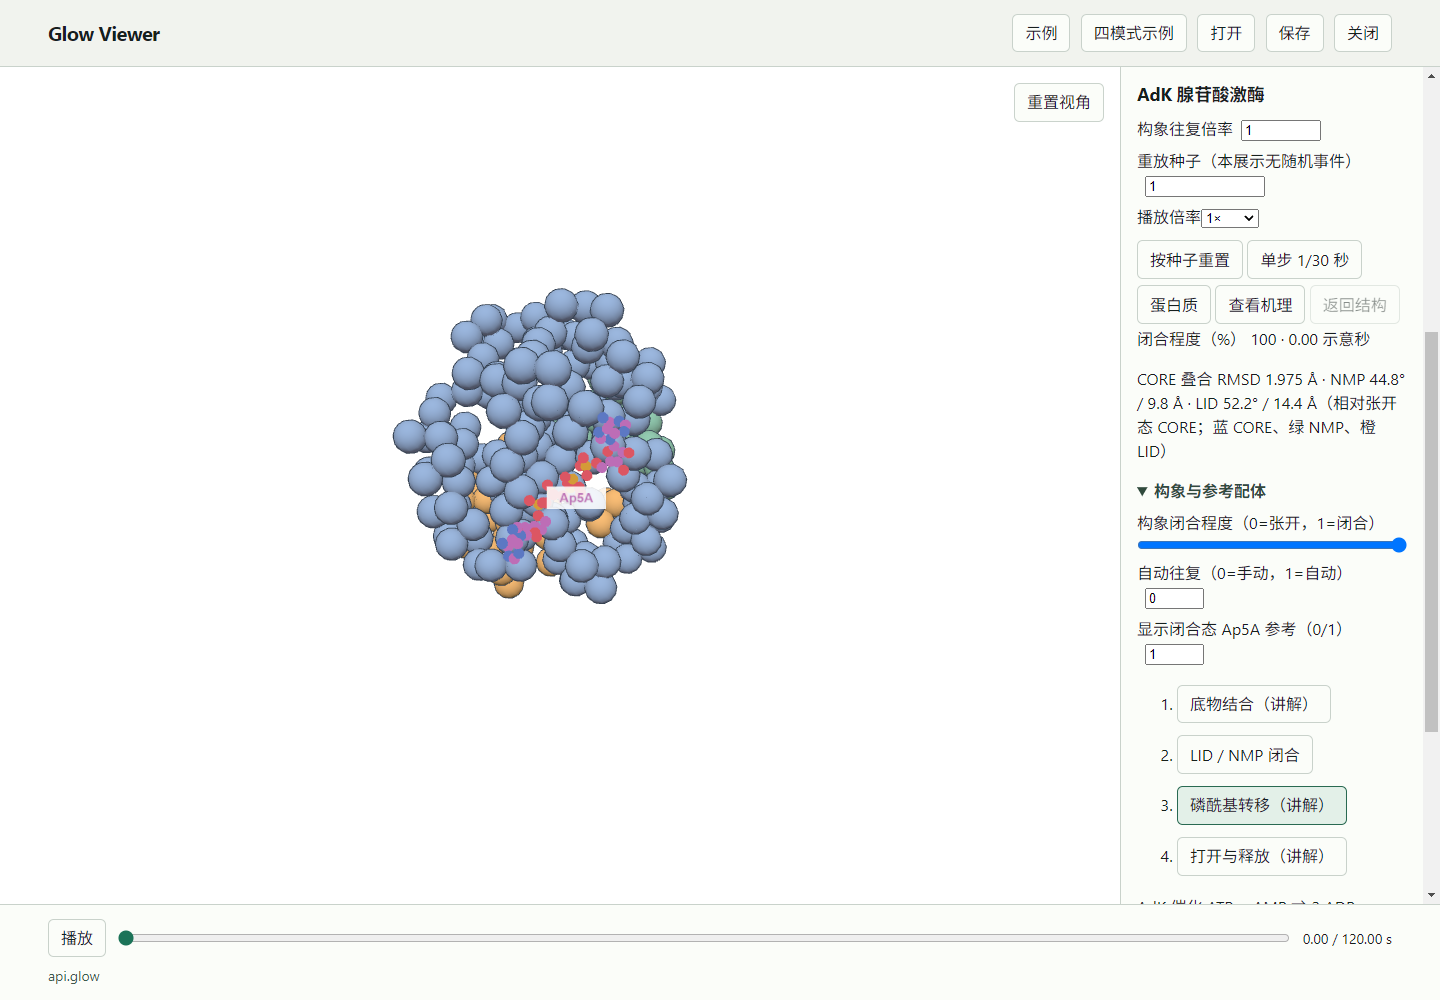 Glow Viewer
示例
四模式示例
打开
保存
关闭
重置视角
Ap5A
AdK 腺苷酸激酶
构象往复倍率 1
重放种子（本展示无随机事件）
1
播放倍率 1×
按种子重置
单步 1/30 秒
蛋白质
查看机理
返回结构
闭合程度（%） 100 · 0.00 示意秒
CORE 叠合 RMSD 1.975 Å · NMP 44.8°
/ 9.8 Å · LID 52.2° / 14.4 Å（相对张开
态 CORE；蓝 CORE、绿 NMP、橙
LID）
▼ 构象与参考配体
构象闭合程度（0=张开，1=闭合）
自动往复（0=手动，1=自动）
0
显示闭合态 Ap5A 参考（0/1）
1
1. 底物结合（讲解）
2. LID / NMP 闭合
3. 磷酰基转移（讲解）
4. 打开与释放（讲解）
播放
0.00 / 120.00 s
api.glow